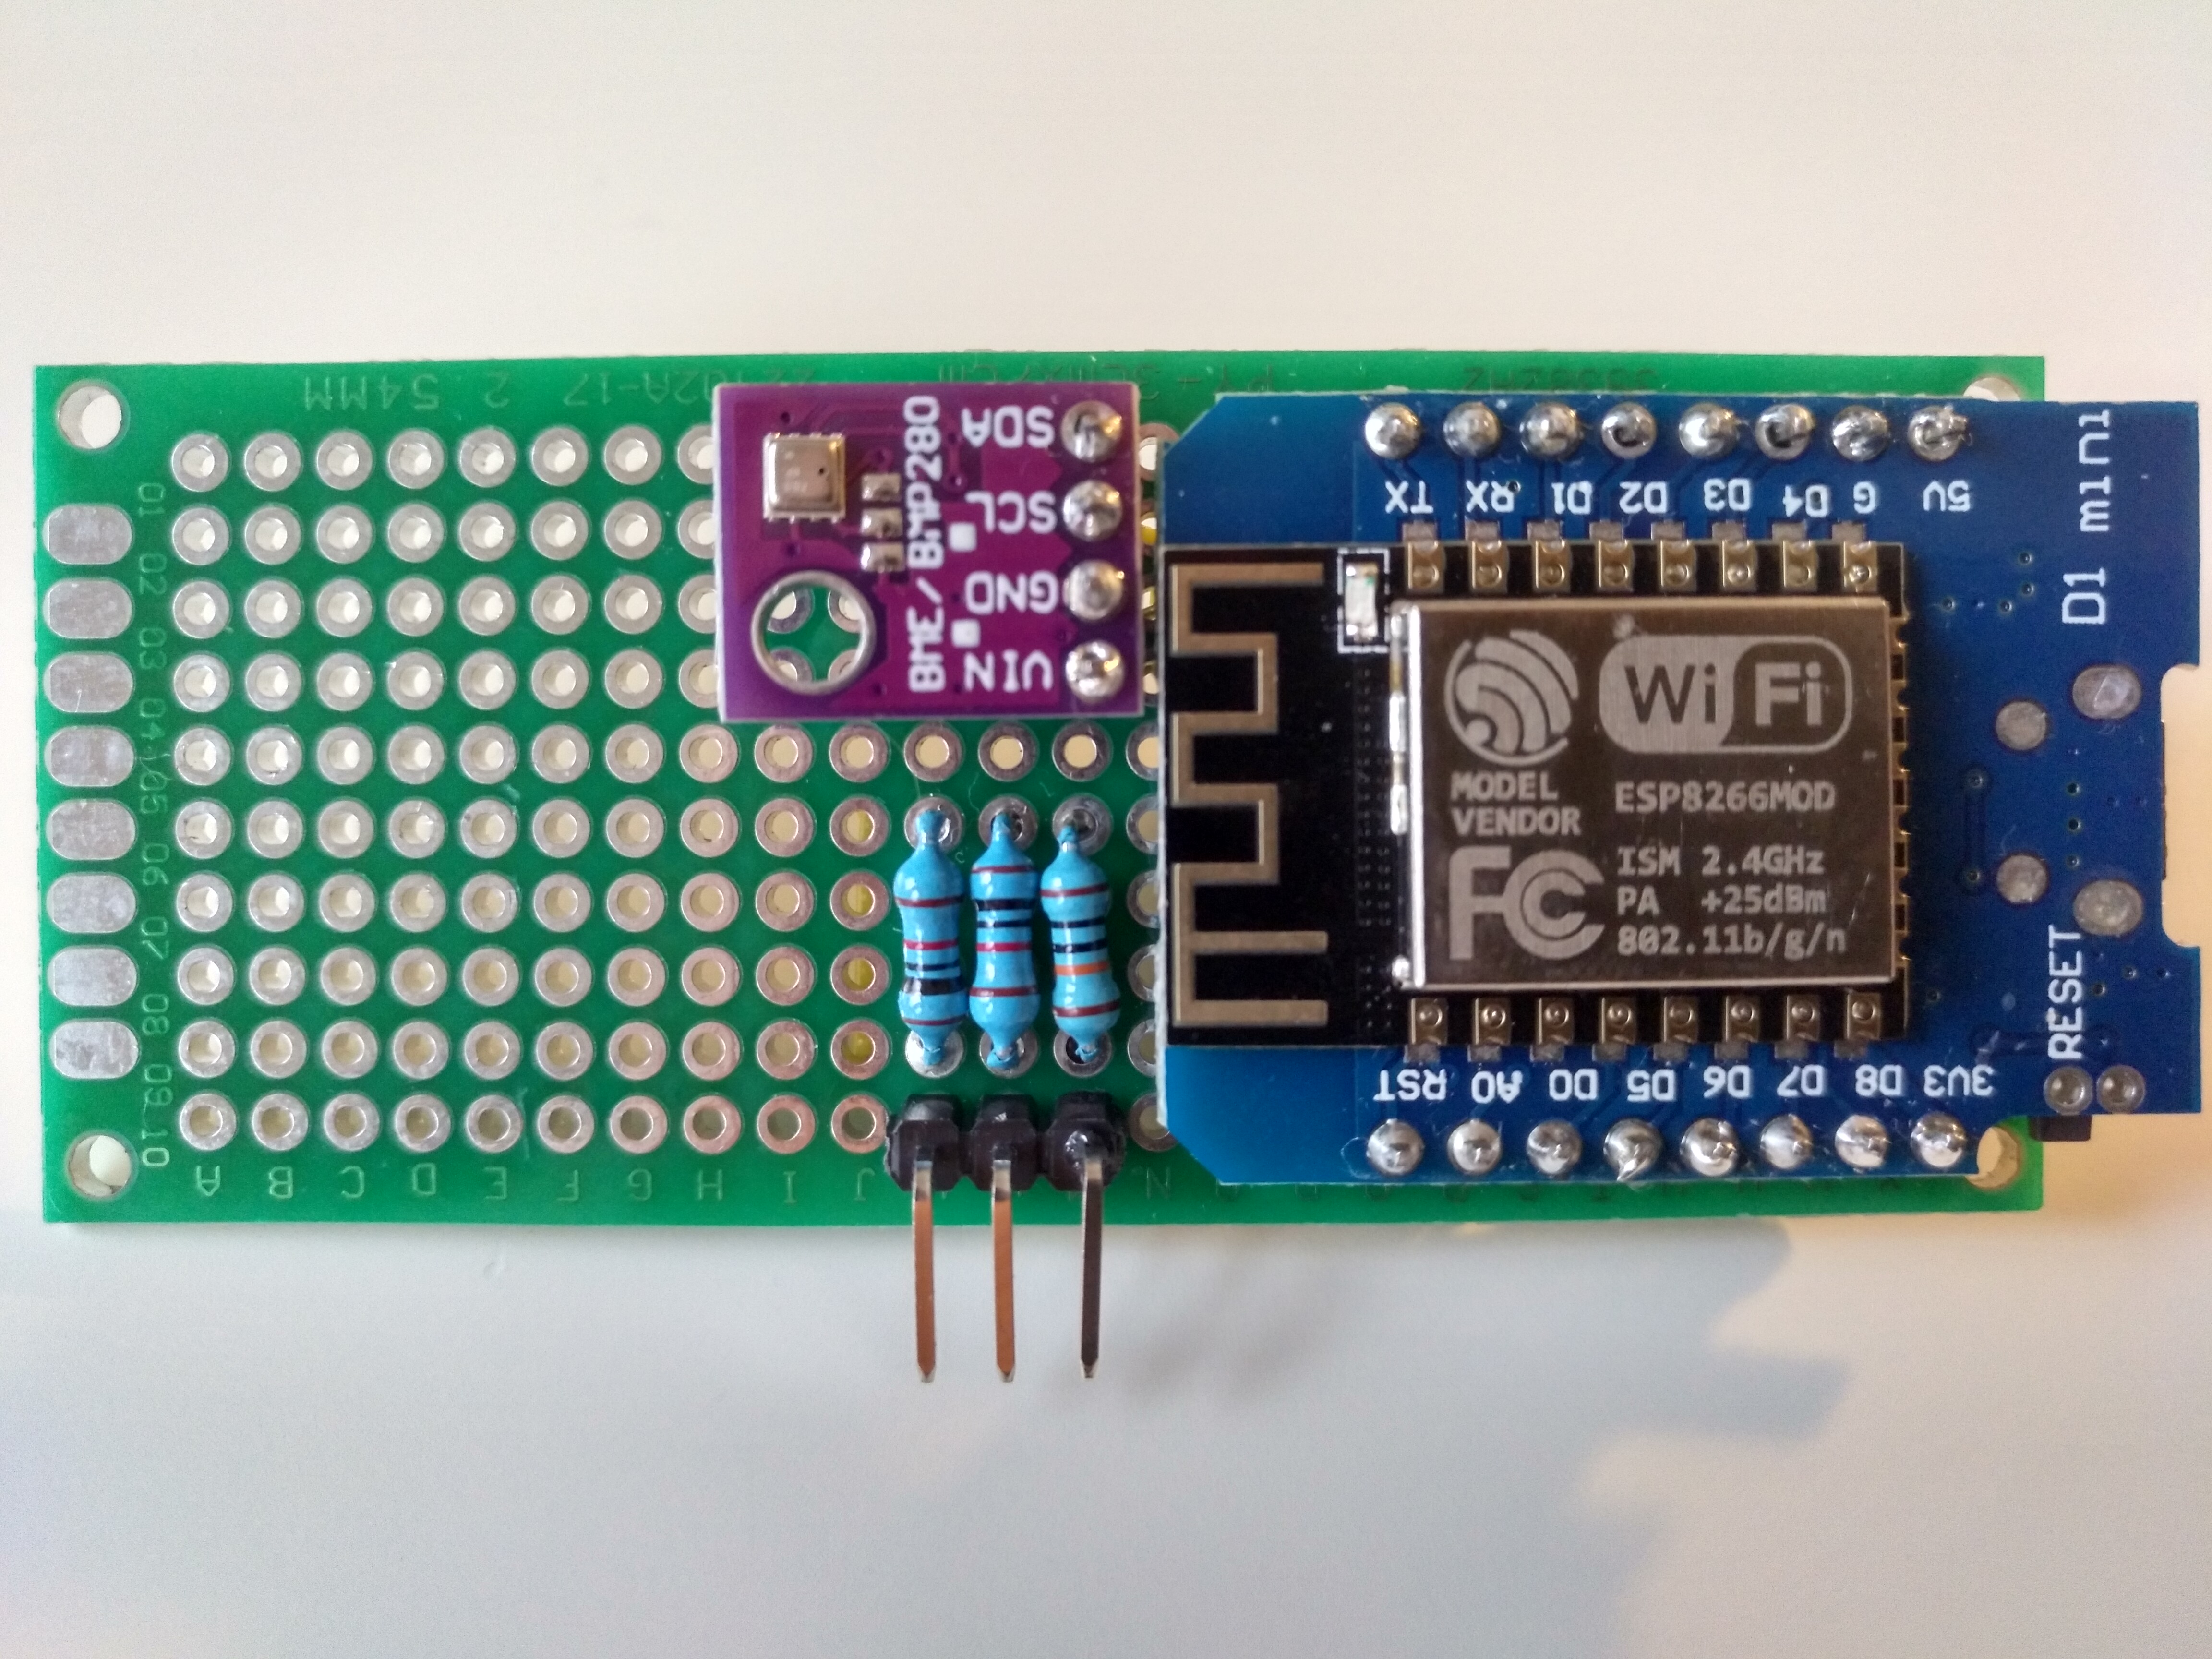 2 54MM
SDA
SCL
GND
VIN
BME/BMP280
TX RX D1 D2 D3 D4 G 5V
D1 mini
WiFi
MODEL
VENDOR
ESP8266MOD
FC
ISM 2.4GHz
PA +25dBm
802.11b/g/n
RESET
RST A0 D0 D5 D6 D7 D8 3V3
01
02
03
04
05
06
07
08
09
10
A B C D E F G H I J N